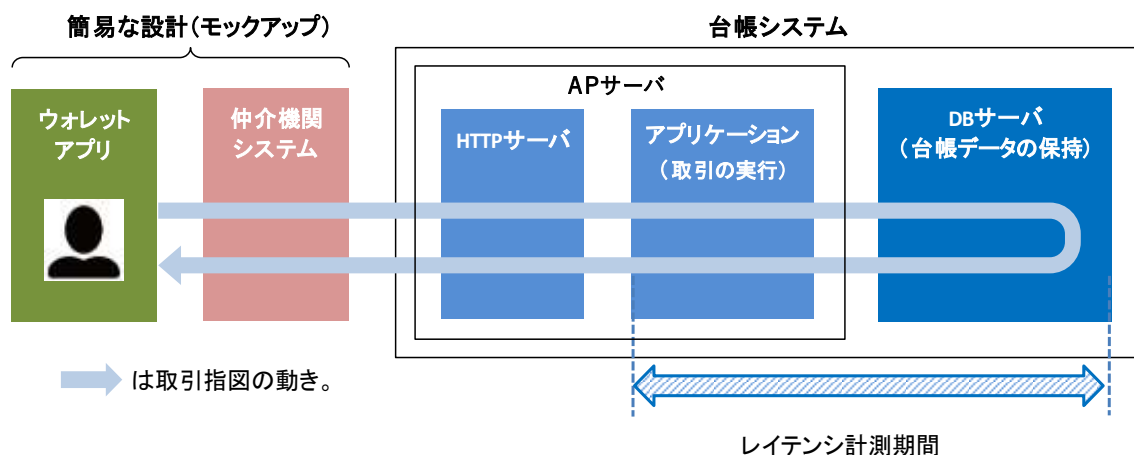 簡易な設計(モックアップ)
台帳システム
APサーバ
ウォレット
アプリ
仲介機関
システム
HTTPサーバ
アプリケーション
(取引の実行)
DBサーバ
(台帳データの保持)
は取引指図の動き。
レイテンシ計測期間